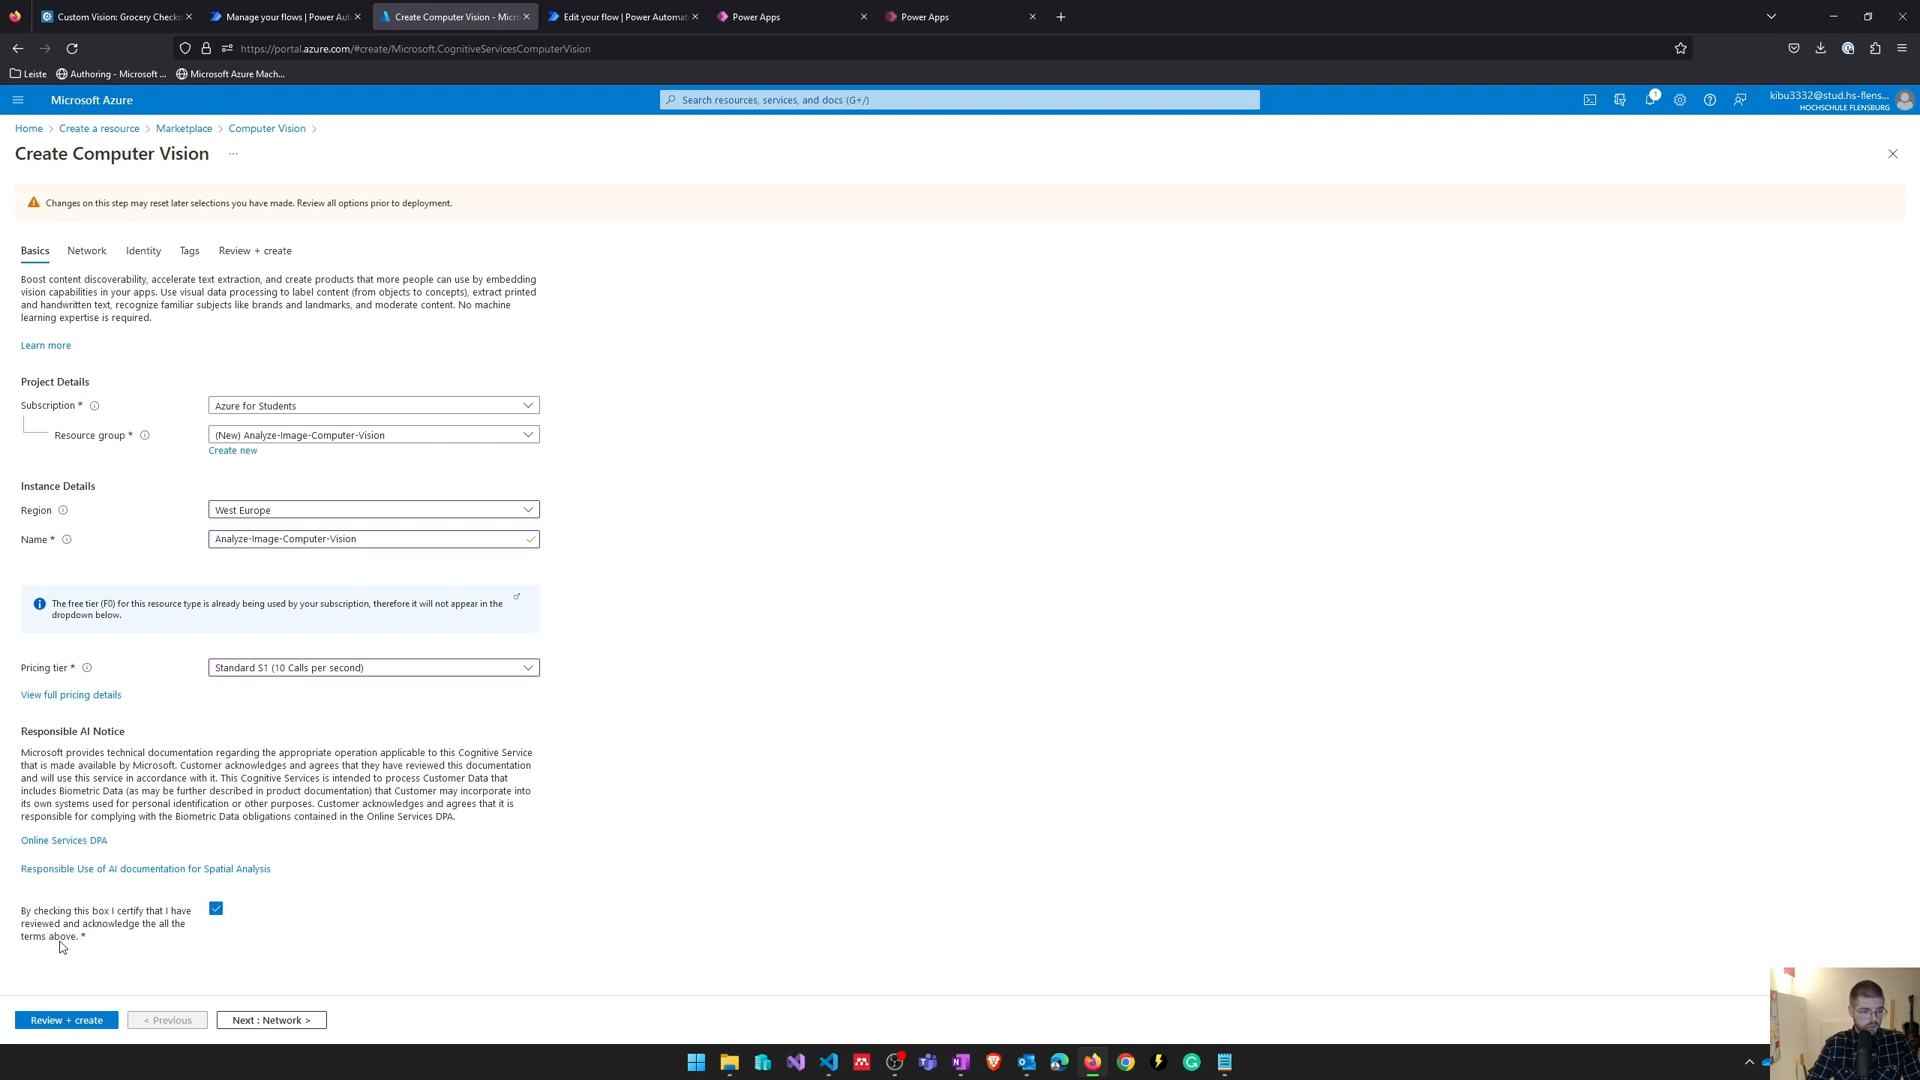 Custom Vision: Grocery Checko
Manage your flows | Power Aut
Create Computer Vision - Micro
Edit your flow | Power Automat
Power Apps
Power Apps
https://portal.azure.com/#create/Microsoft.CognitiveServicesComputerVision
Leiste
Authoring - Microsoft ...
Microsoft Azure Mach...
Microsoft Azure
Search resources, services, and docs (G+/)
1
kibu3332@stud.hs-flens...
HOCHSCHULE FLENSBURG
Home > Create a resource > Marketplace > Computer Vision >
Create Computer Vision ...
Changes on this step may reset later selections you have made. Review all options prior to deployment.
Basics Network Identity Tags Review + create
Boost content discoverability, accelerate text extraction, and create products that more people can use by embedding
vision capabilities in your apps. Use visual data processing to label content (from objects to concepts), extract printed
and handwritten text, recognize familiar subjects like brands and landmarks, and moderate content. No machine
learning expertise is required.
Learn more
Project Details
Subscription * Azure for Students
Resource group * (New) Analyze-Image-Computer-Vision
Create new
Instance Details
Region West Europe
Name * Analyze-Image-Computer-Vision
The free tier (F0) for this resource type is already being used by your subscription, therefore it will not appear in the
dropdown below.
Pricing tier * Standard S1 (10 Calls per second)
View full pricing details
Responsible AI Notice
Microsoft provides technical documentation regarding the appropriate operation applicable to this Cognitive Service
that is made available by Microsoft. Customer acknowledges and agrees that they have reviewed this documentation
and will use this service in accordance with it. This Cognitive Services is intended to process Customer Data that
includes Biometric Data (as may be further described in product documentation) that Customer may incorporate into
its own systems used for personal identification or other purposes. Customer acknowledges and agrees that it is
responsible for complying with the Biometric Data obligations contained in the Online Services DPA.
Online Services DPA
Responsible Use of AI documentation for Spatial Analysis
By checking this box I certify that I have
reviewed and acknowledge the all the
terms above. *
Review + create
< Previous
Next : Network >